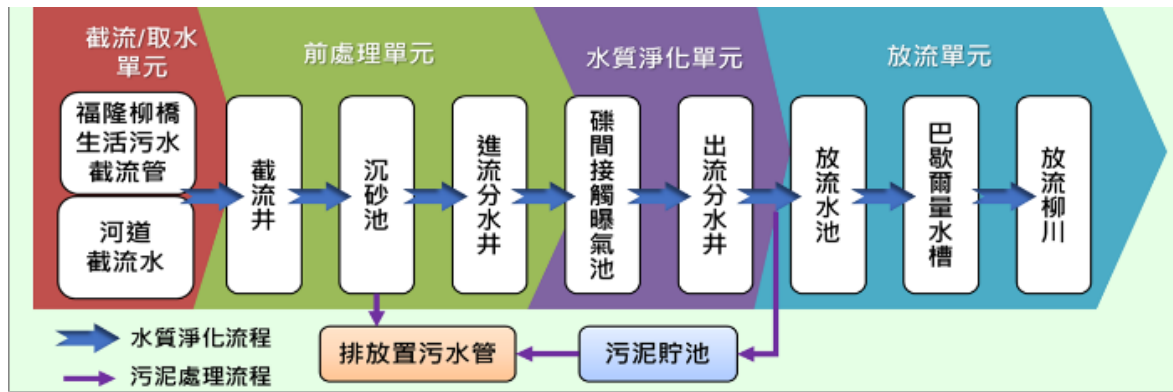 截流/取水
單元
前處理單元
水質淨化單元
放流單元
福隆柳橋
生活污水
截流管
河道
截流水
截流井
沉砂池
進流分水井
礫間接觸曝氣池
出流分水井
放流水池
巴歇爾量水槽
放流柳川
水質淨化流程
污泥處理流程
排放置污水管
污泥貯池